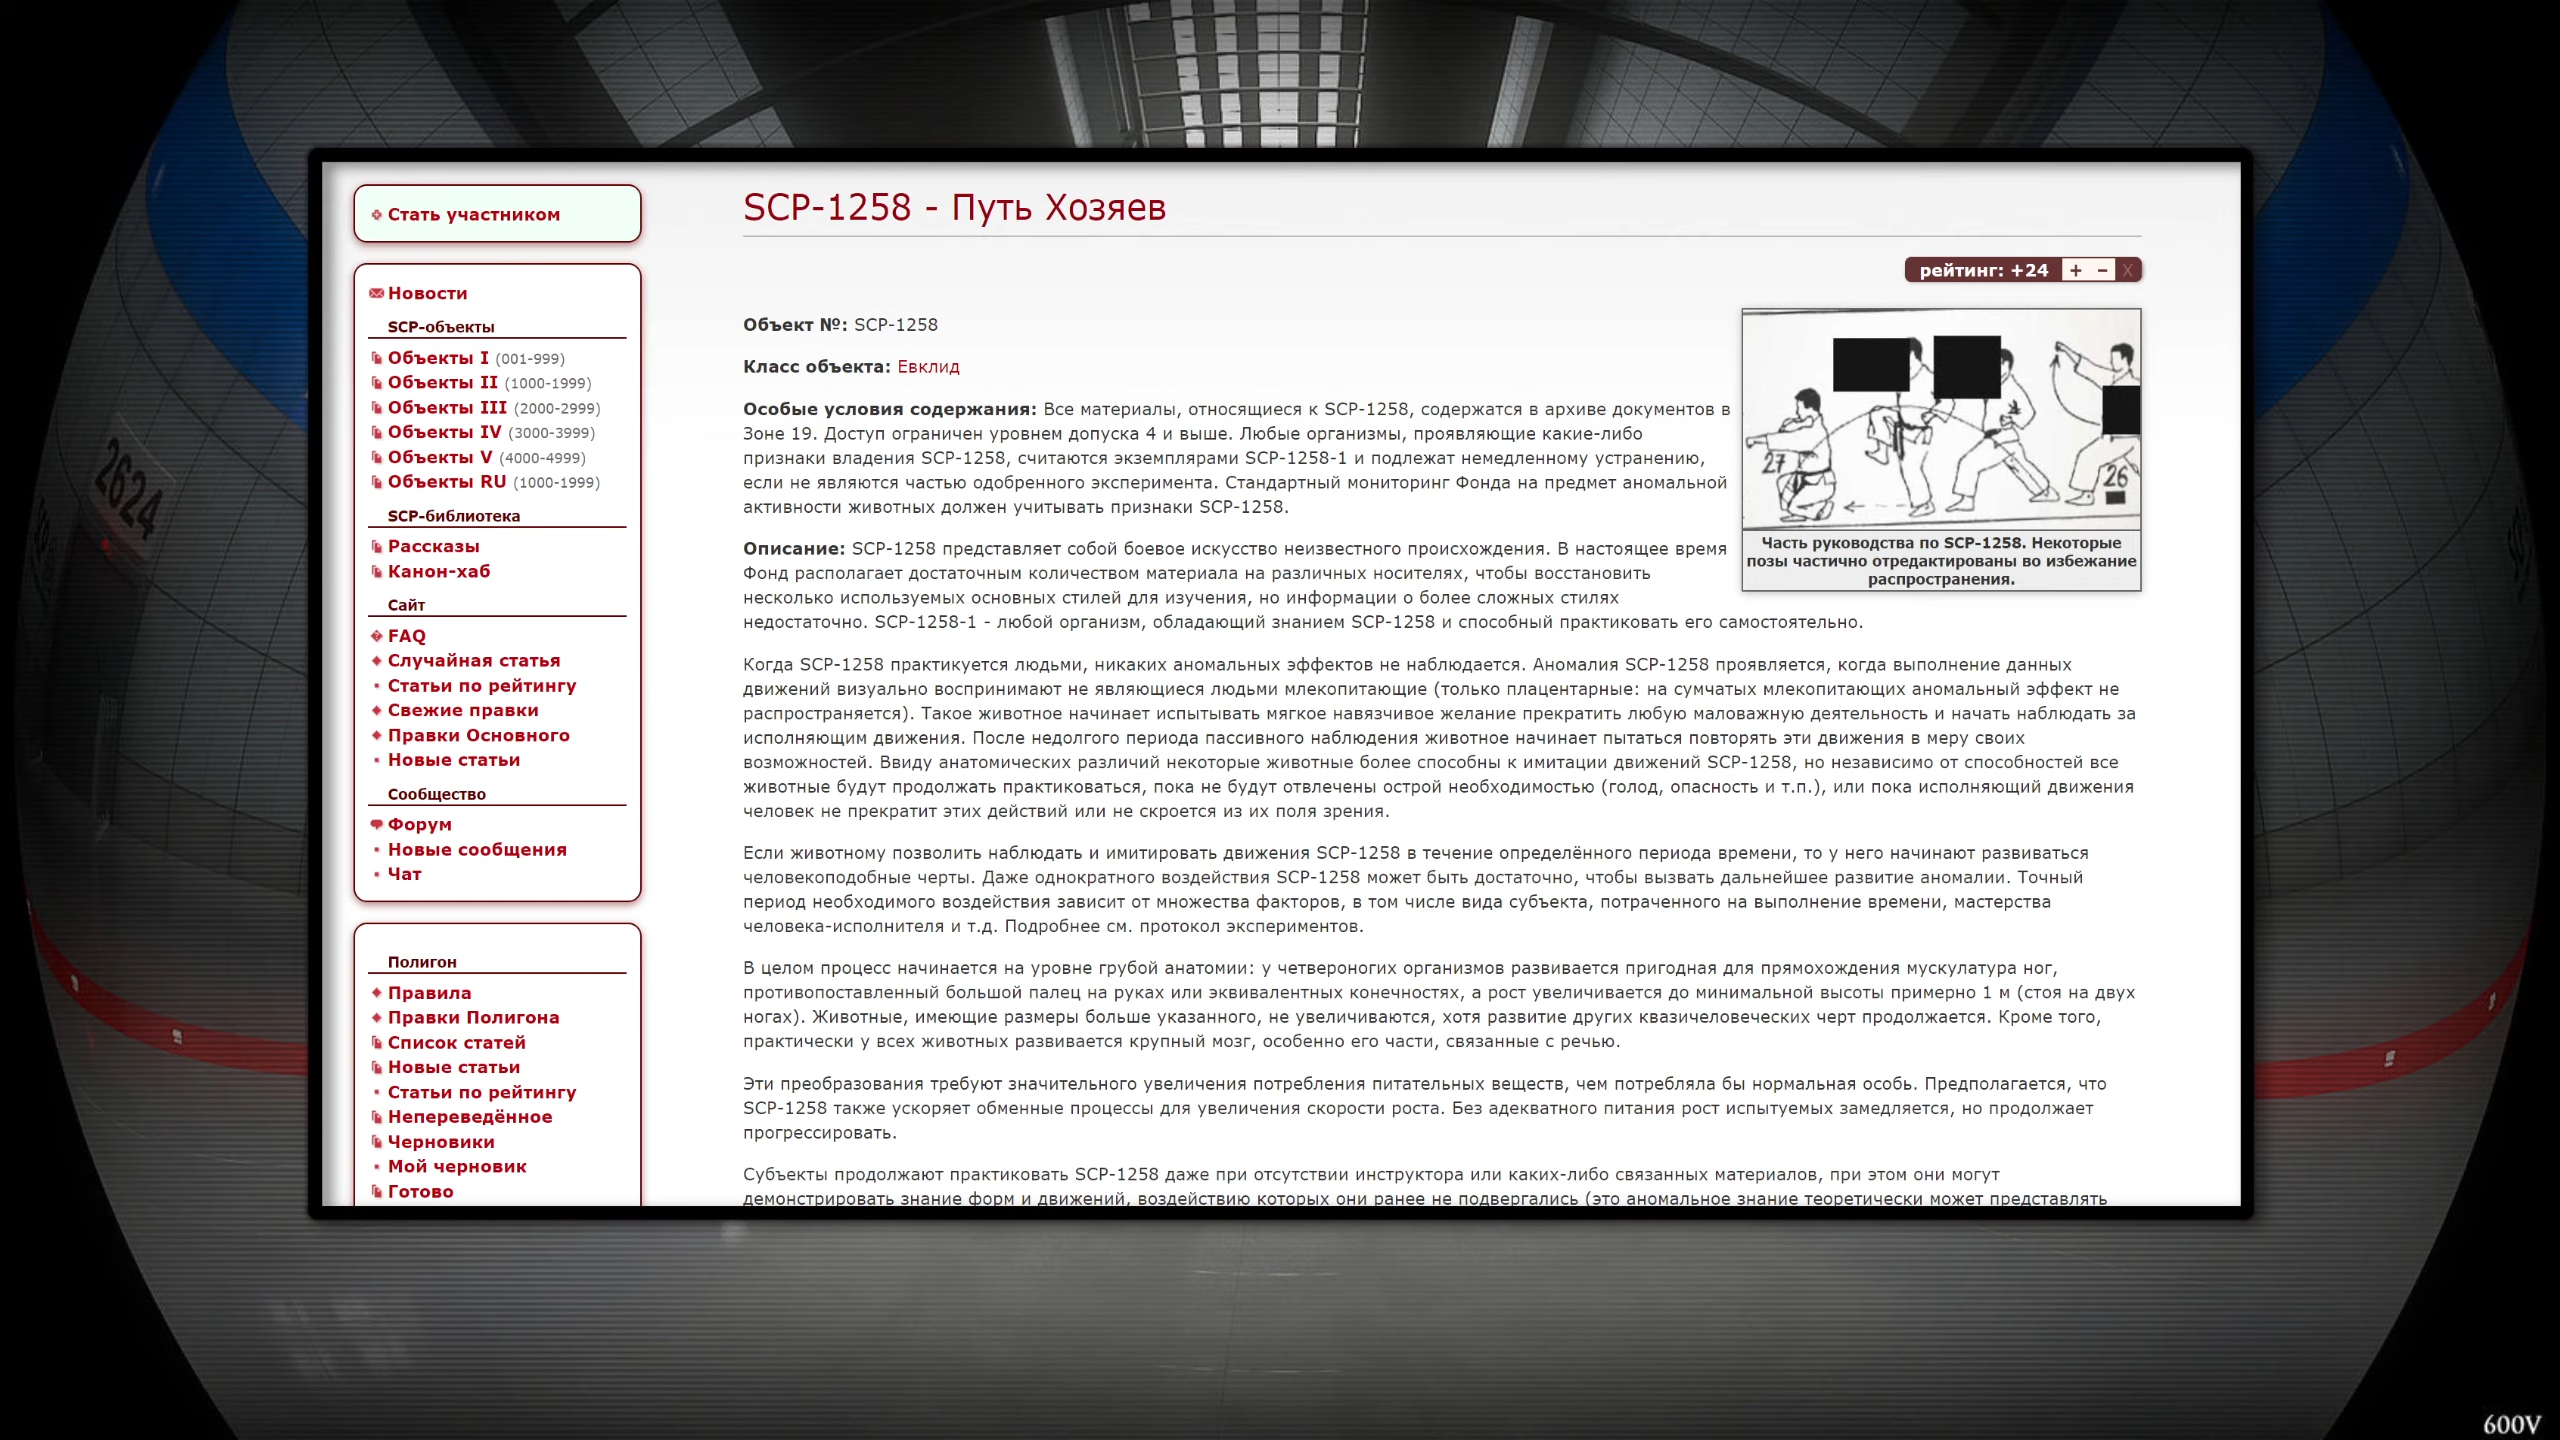 Стать участником
Новости
SCP-объекты
Объекты I (001-999)
Объекты II (1000-1999)
Объекты III (2000-2999)
Объекты IV (3000-3999)
Объекты V (4000-4999)
Объекты RU (1000-1999)
SCP-библиотека
Рассказы
Канон-хаб
Сайт
FAQ
Случайная статья
Статьи по рейтингу
Свежие правки
Правки Основного
Новые статьи
Сообщество
Форум
Новые сообщения
Чат
Полигон
Правила
Правки Полигона
Список статей
Новые статьи
Статьи по рейтингу
Непереведённое
Черновики
Мой черновик
Готово
SCP-1258 - Путь Хозяев
рейтинг: +24 + – X
Объект №: SCP-1258
Класс объекта: Евклид
Особые условия содержания: Все материалы, относящиеся к SCP-1258, содержатся в архиве документов в
Зоне 19. Доступ ограничен уровнем допуска 4 и выше. Любые организмы, проявляющие какие-либо
признаки владения SCP-1258, считаются экземплярами SCP-1258-1 и подлежат немедленному устранению,
если не являются частью одобренного эксперимента. Стандартный мониторинг Фонда на предмет аномальной
активности животных должен учитывать признаки SCP-1258.
27
26
Часть руководства по SCP-1258. Некоторые
позы частично отредактированы во избежание
распространения.
Описание: SCP-1258 представляет собой боевое искусство неизвестного происхождения. В настоящее время
Фонд располагает достаточным количеством материала на различных носителях, чтобы восстановить
несколько используемых основных стилей для изучения, но информации о более сложных стилях
недостаточно. SCP-1258-1 - любой организм, обладающий знанием SCP-1258 и способный практиковать его самостоятельно.
Когда SCP-1258 практикуется людьми, никаких аномальных эффектов не наблюдается. Аномалия SCP-1258 проявляется, когда выполнение данных
движений визуально воспринимают не являющиеся людьми млекопитающие (только плацентарные: на сумчатых млекопитающих аномальный эффект не
распространяется). Такое животное начинает испытывать мягкое навязчивое желание прекратить любую маловажную деятельность и начать наблюдать за
исполняющим движения. После недолгого периода пассивного наблюдения животное начинает пытаться повторять эти движения в меру своих
возможностей. Ввиду анатомических различий некоторые животные более способны к имитации движений SCP-1258, но независимо от способностей все
животные будут продолжать практиковаться, пока не будут отвлечены острой необходимостью (голод, опасность и т.п.), или пока исполняющий движения
человек не прекратит этих действий или не скроется из их поля зрения.
Если животному позволить наблюдать и имитировать движения SCP-1258 в течение определённого периода времени, то у него начинают развиваться
человекоподобные черты. Даже однократного воздействия SCP-1258 может быть достаточно, чтобы вызвать дальнейшее развитие аномалии. Точный
период необходимого воздействия зависит от множества факторов, в том числе вида субъекта, потраченного на выполнение времени, мастерства
человека-исполнителя и т.д. Подробнее см. протокол экспериментов.
В целом процесс начинается на уровне грубой анатомии: у четвероногих организмов развивается пригодная для прямохождения мускулатура ног,
противопоставленный большой палец на руках или эквивалентных конечностях, а рост увеличивается до минимальной высоты примерно 1 м (стоя на двух
ногах). Животные, имеющие размеры больше указанного, не увеличиваются, хотя развитие других квазичеловеческих черт продолжается. Кроме того,
практически у всех животных развивается крупный мозг, особенно его части, связанные с речью.
Эти преобразования требуют значительного увеличения потребления питательных веществ, чем потребляла бы нормальная особь. Предполагается, что
SCP-1258 также ускоряет обменные процессы для увеличения скорости роста. Без адекватного питания рост испытуемых замедляется, но продолжает
прогрессировать.
Субъекты продолжают практиковать SCP-1258 даже при отсутствии инструктора или каких-либо связанных материалов, при этом они могут
демонстрировать знание форм и движений, воздействию которых они ранее не подвергались (это аномальное знание теоретически может представлять
2624
600V